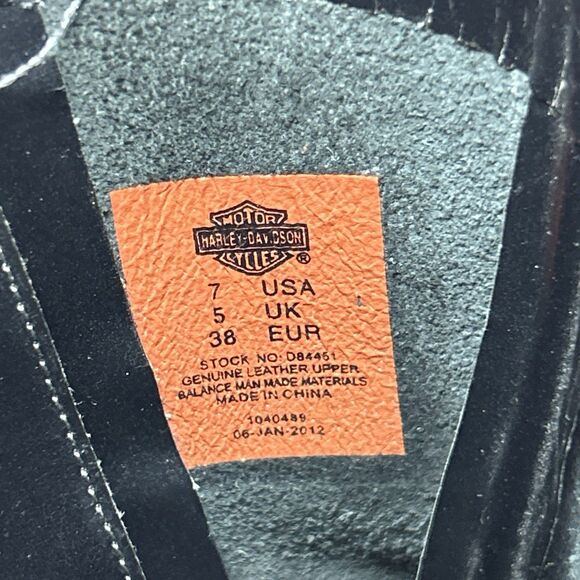 MOTOR
HARLEY-DAVIDSON
CYCLES ®
7 USA
5 UK
38 EUR
STOCK NO: D84451
GENUINE LEATHER UPPER
BALANCE MAN MADE MATERIALS
MADE IN CHINA
1040489
06-JAN-2012